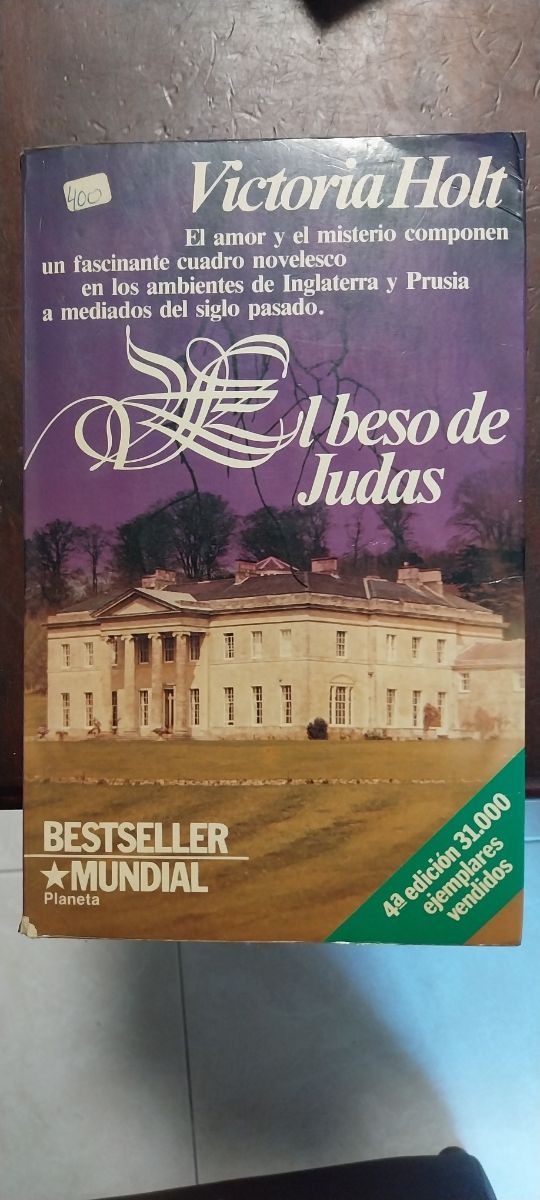 400
Victoria Holt
El amor y el misterio componen
un fascinante cuadro novelesco
en los ambientes de Inglaterra y Prusia
a mediados del siglo pasado.
El beso de
Judas
BESTSELLER
★MUNDIAL
Planeta
4ª edición 31.000
ejemplares
vendidos